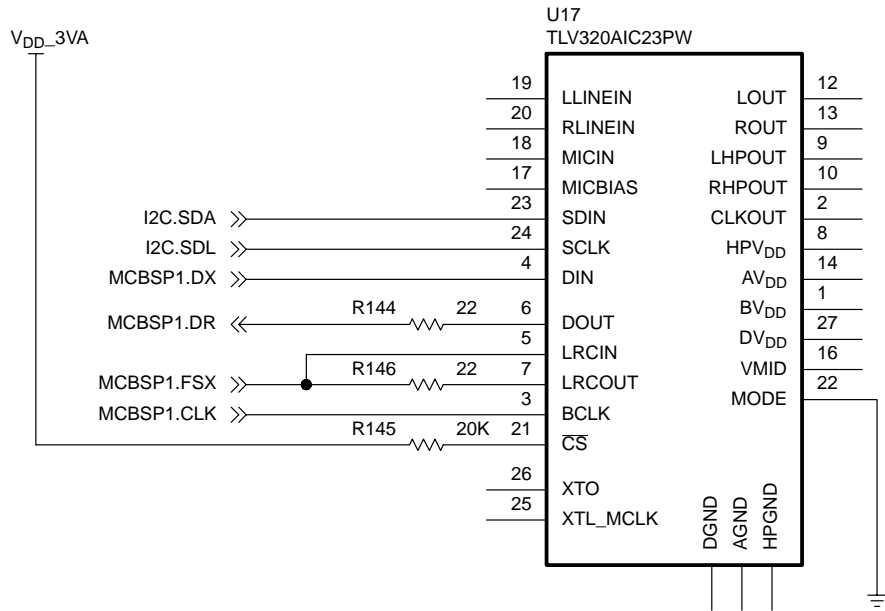 U17
TLV320AIC23PW
VDD_3VA
19 LLINEIN
20 RLINEIN
18 MICIN
17 MICBIAS
I2C.SDA 23 SDIN
I2C.SDL 24 SCLK
MCBSP1.DX 4 DIN
MCBSP1.DR R144 22 6 DOUT
5 LRCIN
MCBSP1.FSX R146 22 7 LRCOUT
MCBSP1.CLK 3 BCLK
R145 20K 21 CS
26 XTO
25 XTL_MCLK
LOUT 12
ROUT 13
LHPOUT 9
RHPOUT 10
CLKOUT 2
HPVDD 8
AVDD 14
BVDD 1
DVDD 27
VMID 16
MODE 22
DGND
AGND
HPGND